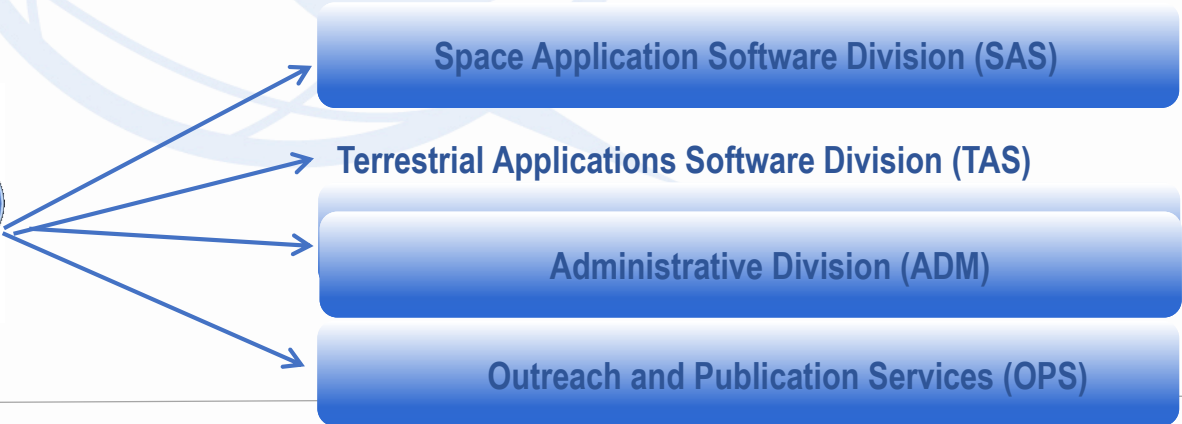 Space Application Software Division (SAS)
Terrestrial Applications Software Division (TAS)
Administrative Division (ADM)
Outreach and Publication Services (OPS)